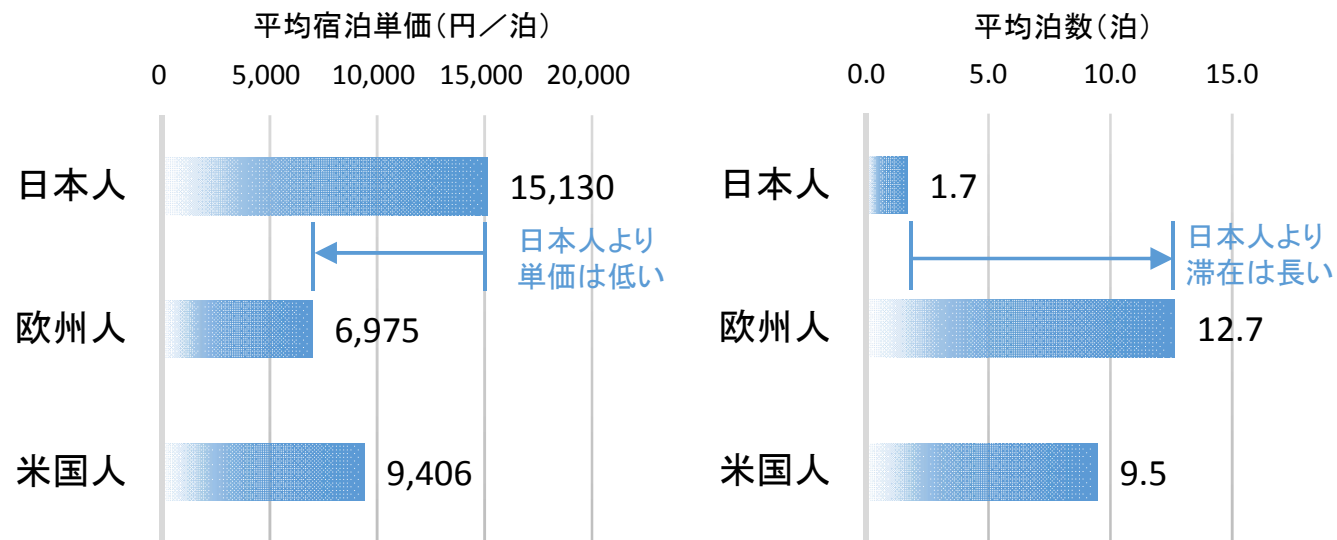 平均宿泊単価(円／泊)
0 5,000 10,000 15,000 20,000
日本人 15,130
日本人より
単価は低い
欧州人 6,975
米国人 9,406
平均泊数(泊)
0.0 5.0 10.0 15.0
日本人 1.7
日本人より
滞在は長い
欧州人 12.7
米国人 9.5